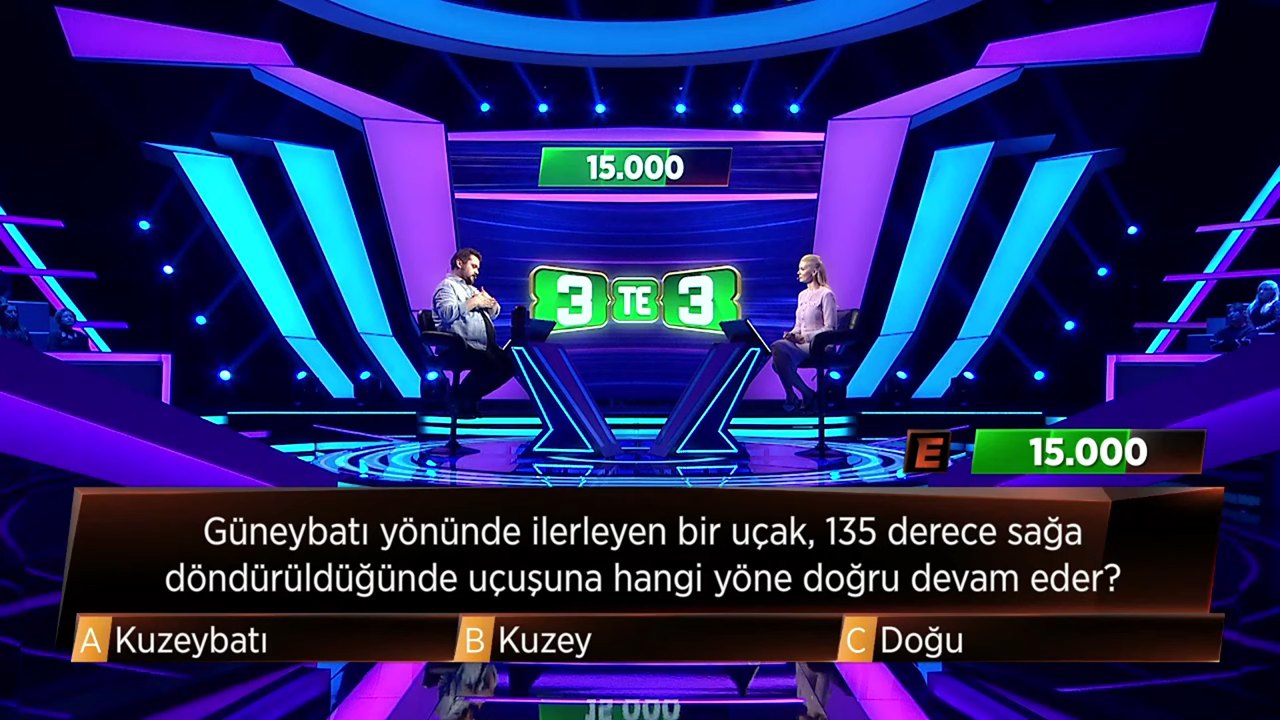 15.000
3 TE 3
E 15.000
Güneybatı yönünde ilerleyen bir uçak, 135 derece sağa
döndürüldüğünde uçuşuna hangi yöne doğru devam eder?
A Kuzeybatı B Kuzey C Doğu